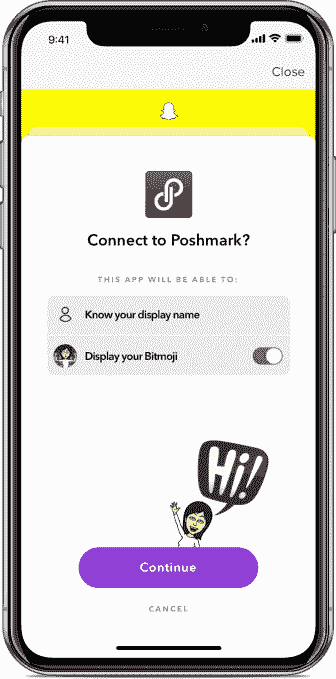 9:41
Close
Connect to Poshmark?
THIS APP WILL BE ABLE TO:
Know your display name
Display your Bitmoji
Hi!
Continue
CANCEL